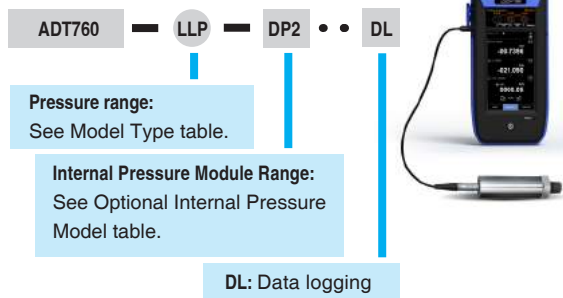 ADT760 — LLP — DP2 • • DL
Pressure range:
See Model Type table.
Internal Pressure Module Range:
See Optional Internal Pressure
Model table.
DL: Data logging